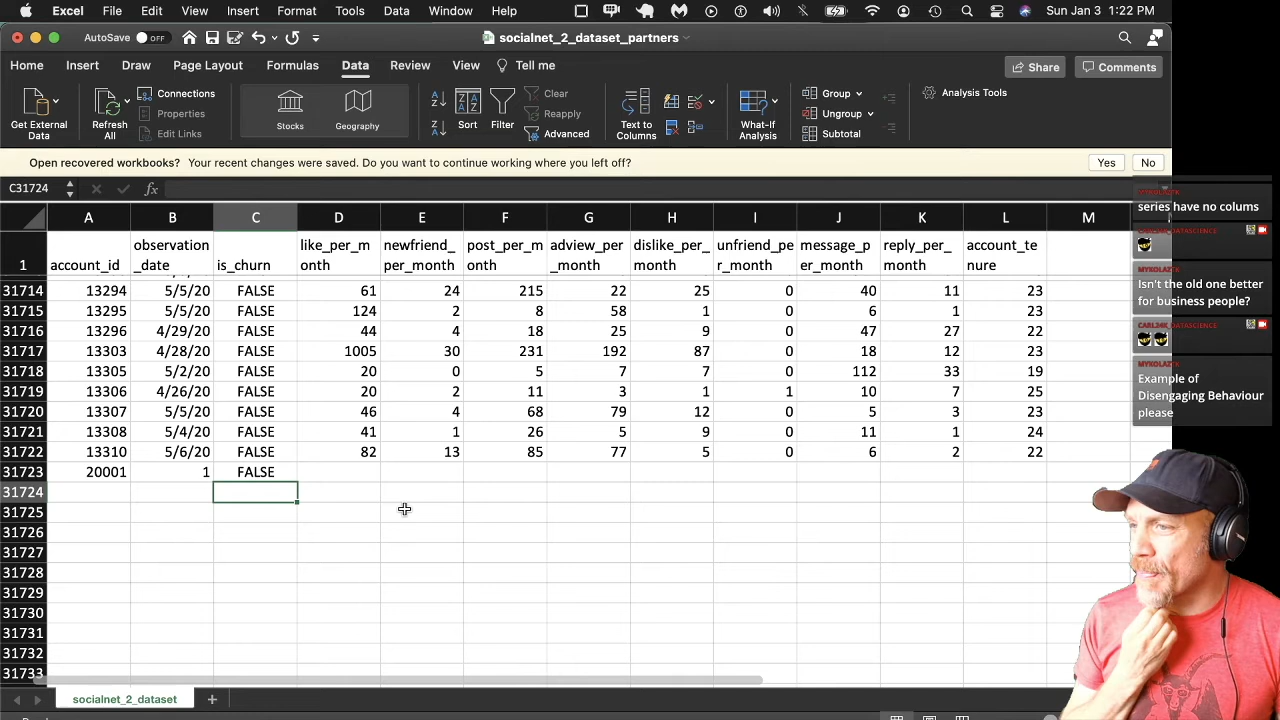 Excel File Edit View Insert Format Tools Data Window Help Sun Jan 3 1:22 PM
AutoSave OFF socialnet_2_dataset_partners
Home Insert Draw Page Layout Formulas Data Review View Tell me Share Comments
Get External Data
Connections
Properties
Edit Links
Refresh All
Stocks Geography
Sort Filter
Clear
Reapply
Advanced
Text to Columns
What-If Analysis
Group
Ungroup
Subtotal
Analysis Tools
Open recovered workbooks? Your recent changes were saved. Do you want to continue working where you left off? Yes No
C31724 fx
A B C D E F G H I J K L M
1 account_id observation_date is_churn like_per_month newfriend_per_month post_per_month adview_per_month dislike_per_month unfriend_per_month message_per_month reply_per_month account_tenure
31714 13294 5/5/20 FALSE 61 24 215 22 25 0 40 11 23
31715 13295 5/5/20 FALSE 124 2 8 58 1 0 6 1 23
31716 13296 4/29/20 FALSE 44 4 18 25 9 0 47 27 22
31717 13303 4/28/20 FALSE 1005 30 231 192 87 0 18 12 23
31718 13305 5/2/20 FALSE 20 0 5 7 7 0 112 33 19
31719 13306 4/26/20 FALSE 20 2 11 3 1 1 10 7 25
31720 13307 5/5/20 FALSE 46 4 68 79 12 0 5 3 23
31721 13308 5/4/20 FALSE 41 1 26 5 9 0 11 1 24
31722 13310 5/6/20 FALSE 82 13 85 77 5 0 6 2 22
31723 20001 1 FALSE
31724
31725
31726
31727
31728
31729
31730
31731
31732
31733
socialnet_2_dataset
MYKOLAZYK
series have no colums
CARL24K_DATASCIENCE
MYKOLAZYK
Isn't the old one better
for business people?
CARL24K_DATASCIENCE
MYKOLAZYK
Example of
Disengaging Behaviour
please